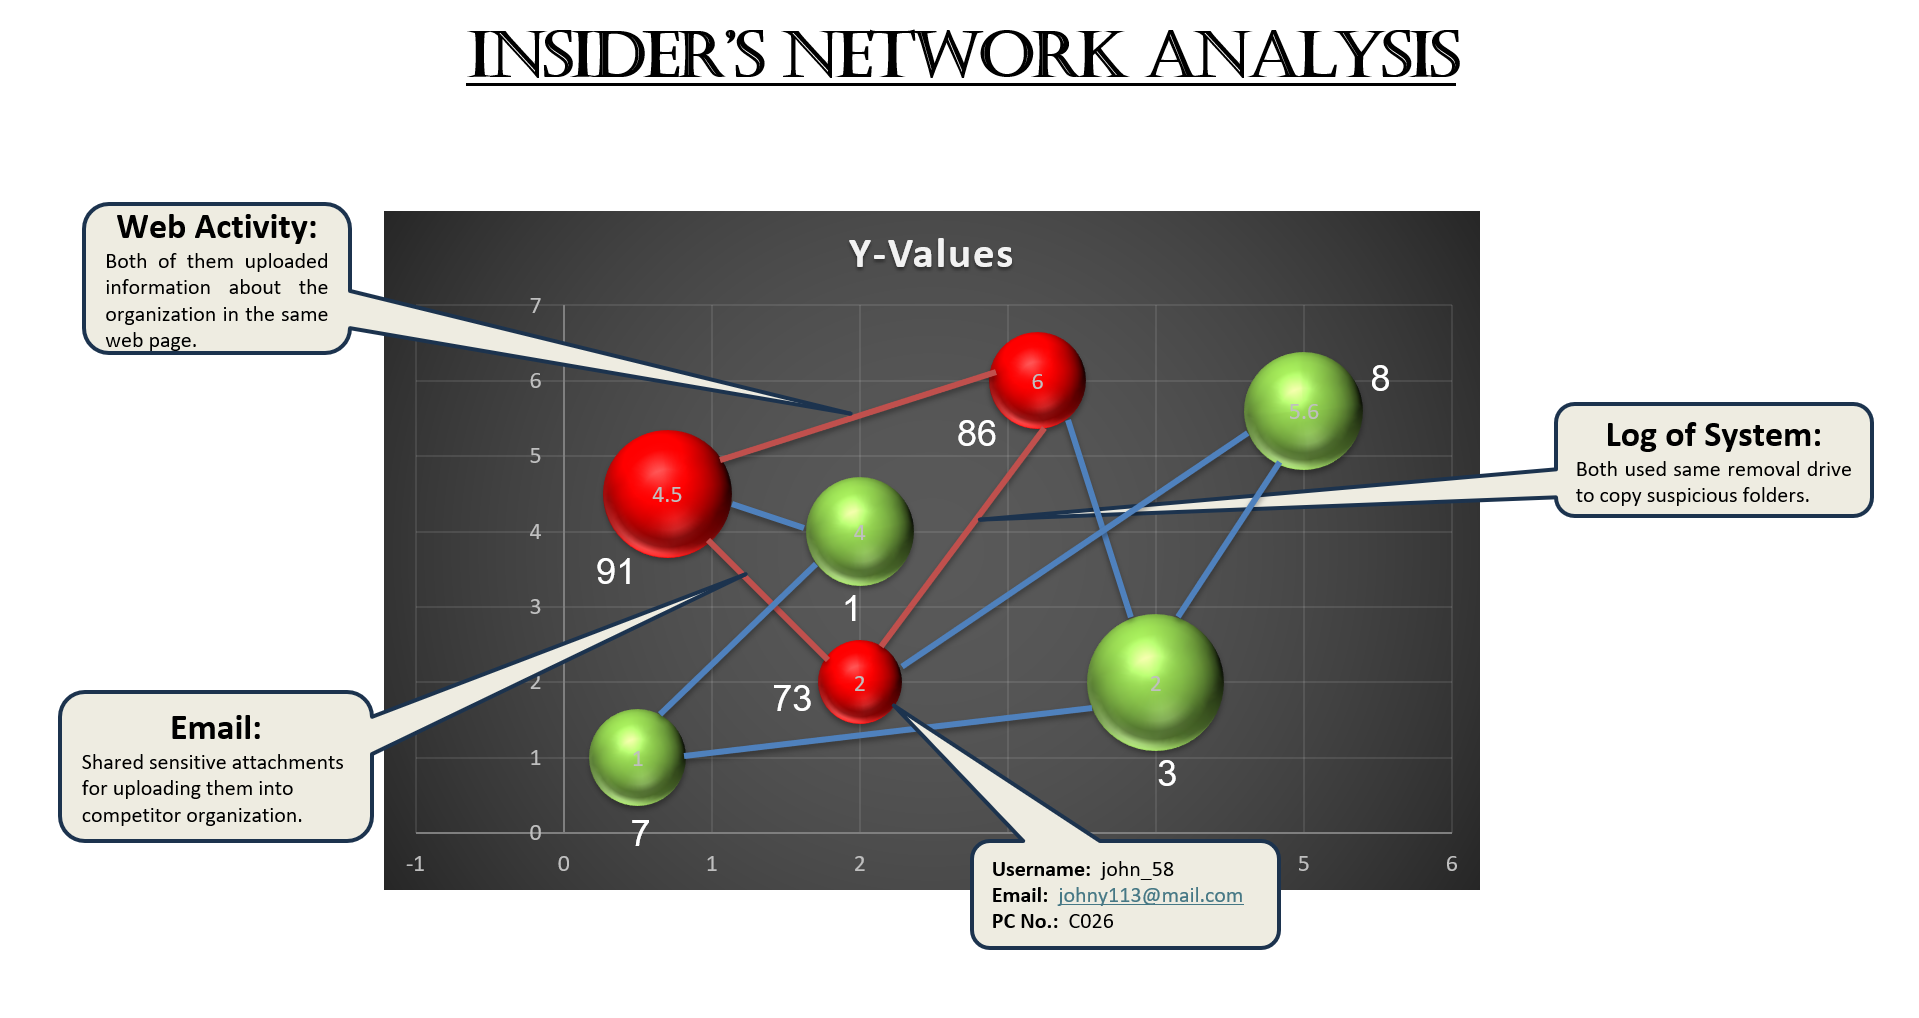 INSIDER'S NETWORK ANALYSIS
Web Activity:
Both of them uploaded
information about the
organization in the same
web page.
Y-Values
7
6
5
4
3
2
1
0
-1
0
1
2
5
6
6
86
5.6
8
4.5
91
4
1
2
73
2
3
1
7
Log of System:
Both used same removal drive
to copy suspicious folders.
Email:
Shared sensitive attachments
for uploading them into
competitor organization.
Username: john_58
Email: johny113@mail.com
PC No.: C026